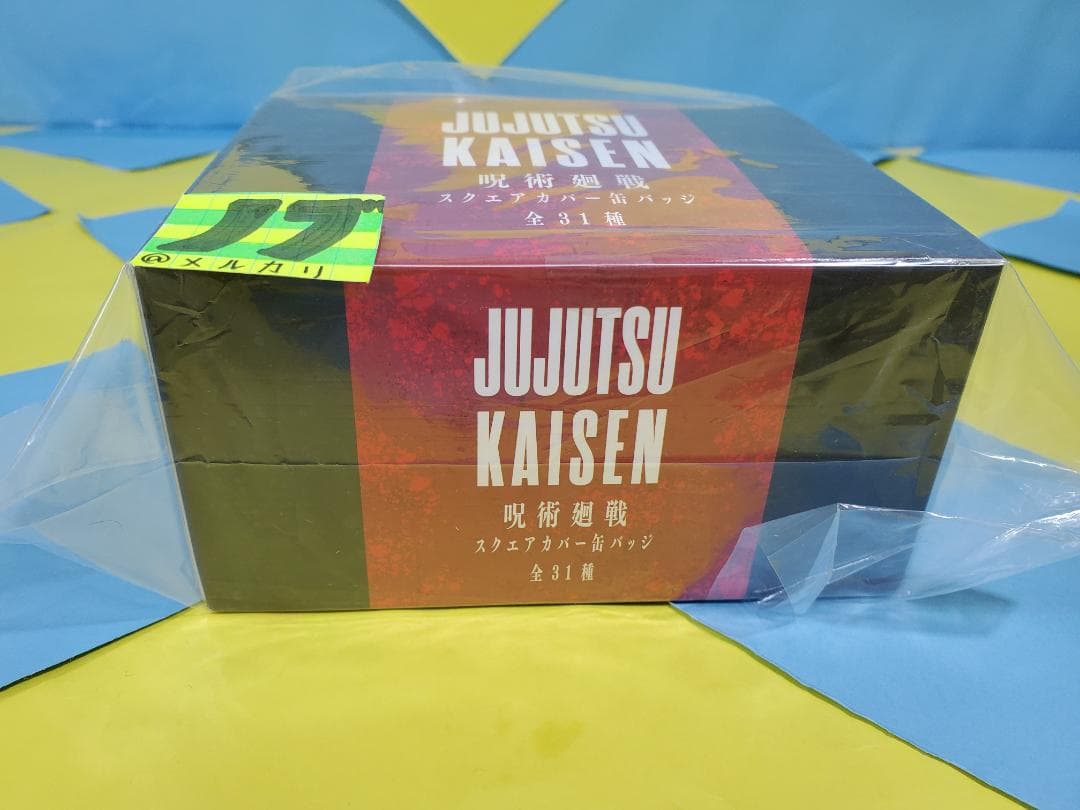 JUJUTSU
KAISEN
呪術廻戦
スクエアカバー缶バッジ
全31種
ノブ
@メルカリ
JUJUTSU
KAISEN
呪術廻戦
スクエアカバー缶バッジ
全31種